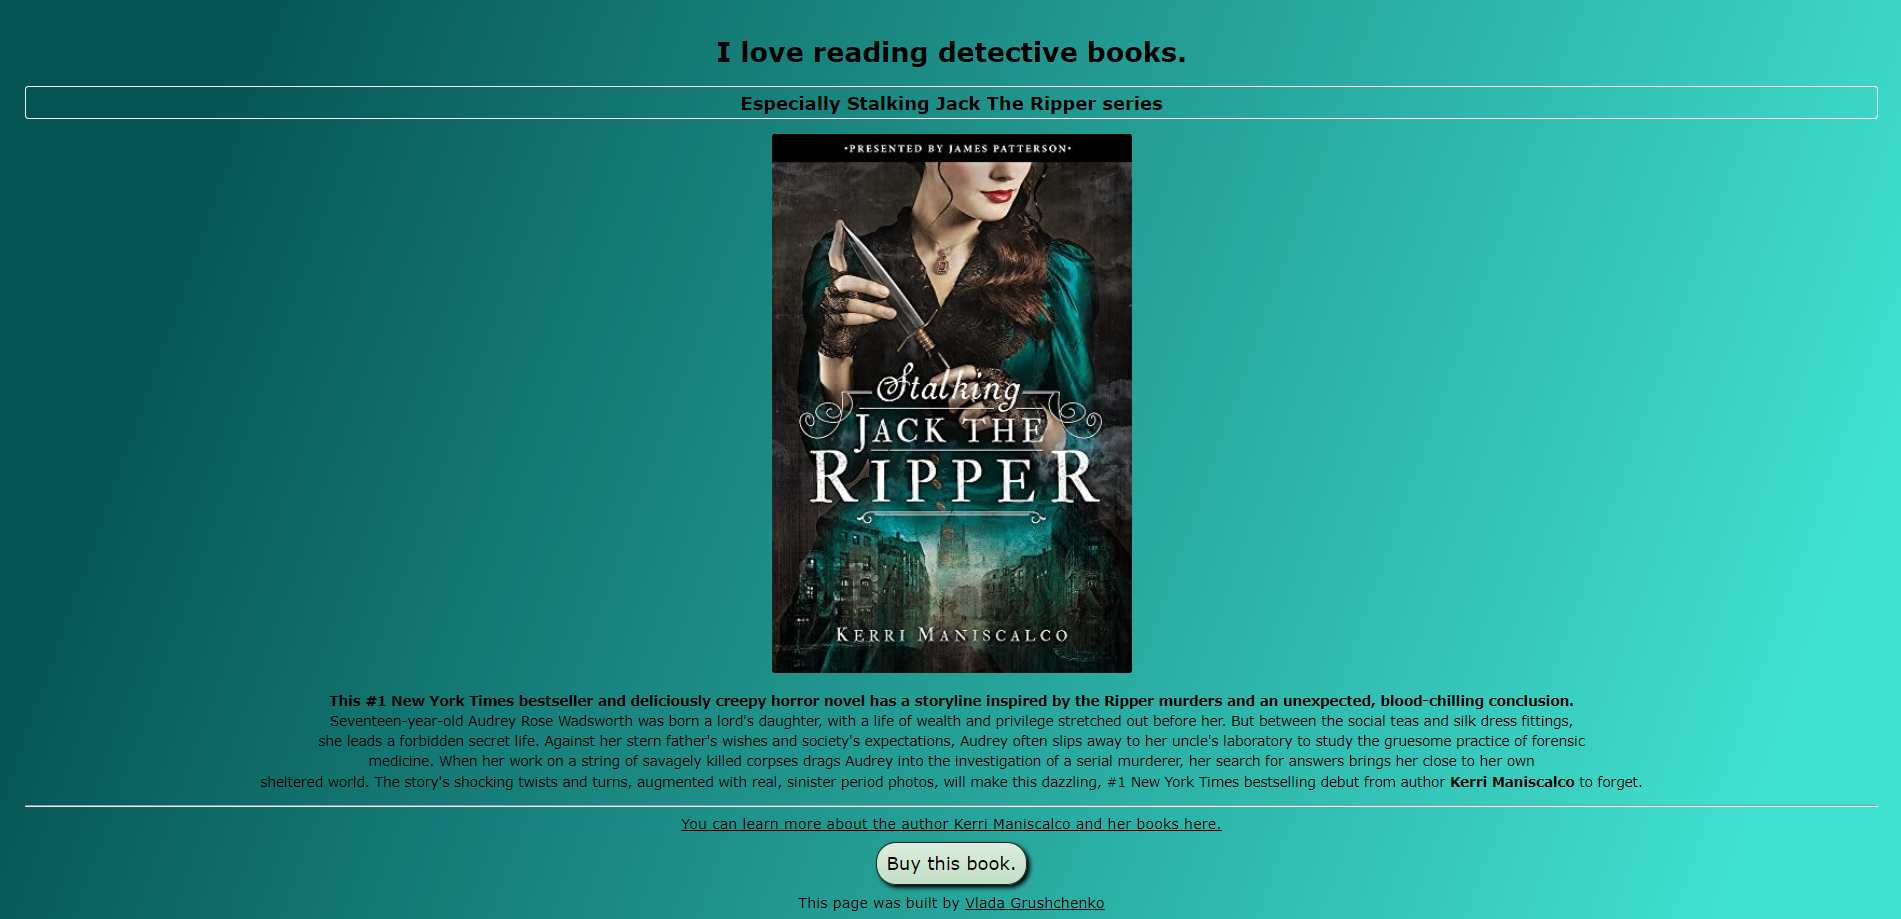 I love reading detective books.
Especially Stalking Jack The Ripper series
•PRESENTED BY JAMES PATTERSON•
Stalking
JACK THE
RIPPER
KERRI MANISCALCO
This #1 New York Times bestseller and deliciously creepy horror novel has a storyline inspired by the Ripper murders and an unexpected, blood-chilling conclusion.
Seventeen-year-old Audrey Rose Wadsworth was born a lord's daughter, with a life of wealth and privilege stretched out before her. But between the social teas and silk dress fittings,
she leads a forbidden secret life. Against her stern father's wishes and society's expectations, Audrey often slips away to her uncle's laboratory to study the gruesome practice of forensic
medicine. When her work on a string of savagely killed corpses drags Audrey into the investigation of a serial murderer, her search for answers brings her close to her own
sheltered world. The story's shocking twists and turns, augmented with real, sinister period photos, will make this dazzling, #1 New York Times bestselling debut from author Kerri Maniscalco to forget.
You can learn more about the author Kerri Maniscalco and her books here.
Buy this book.
This page was built by Vlada Grushchenko